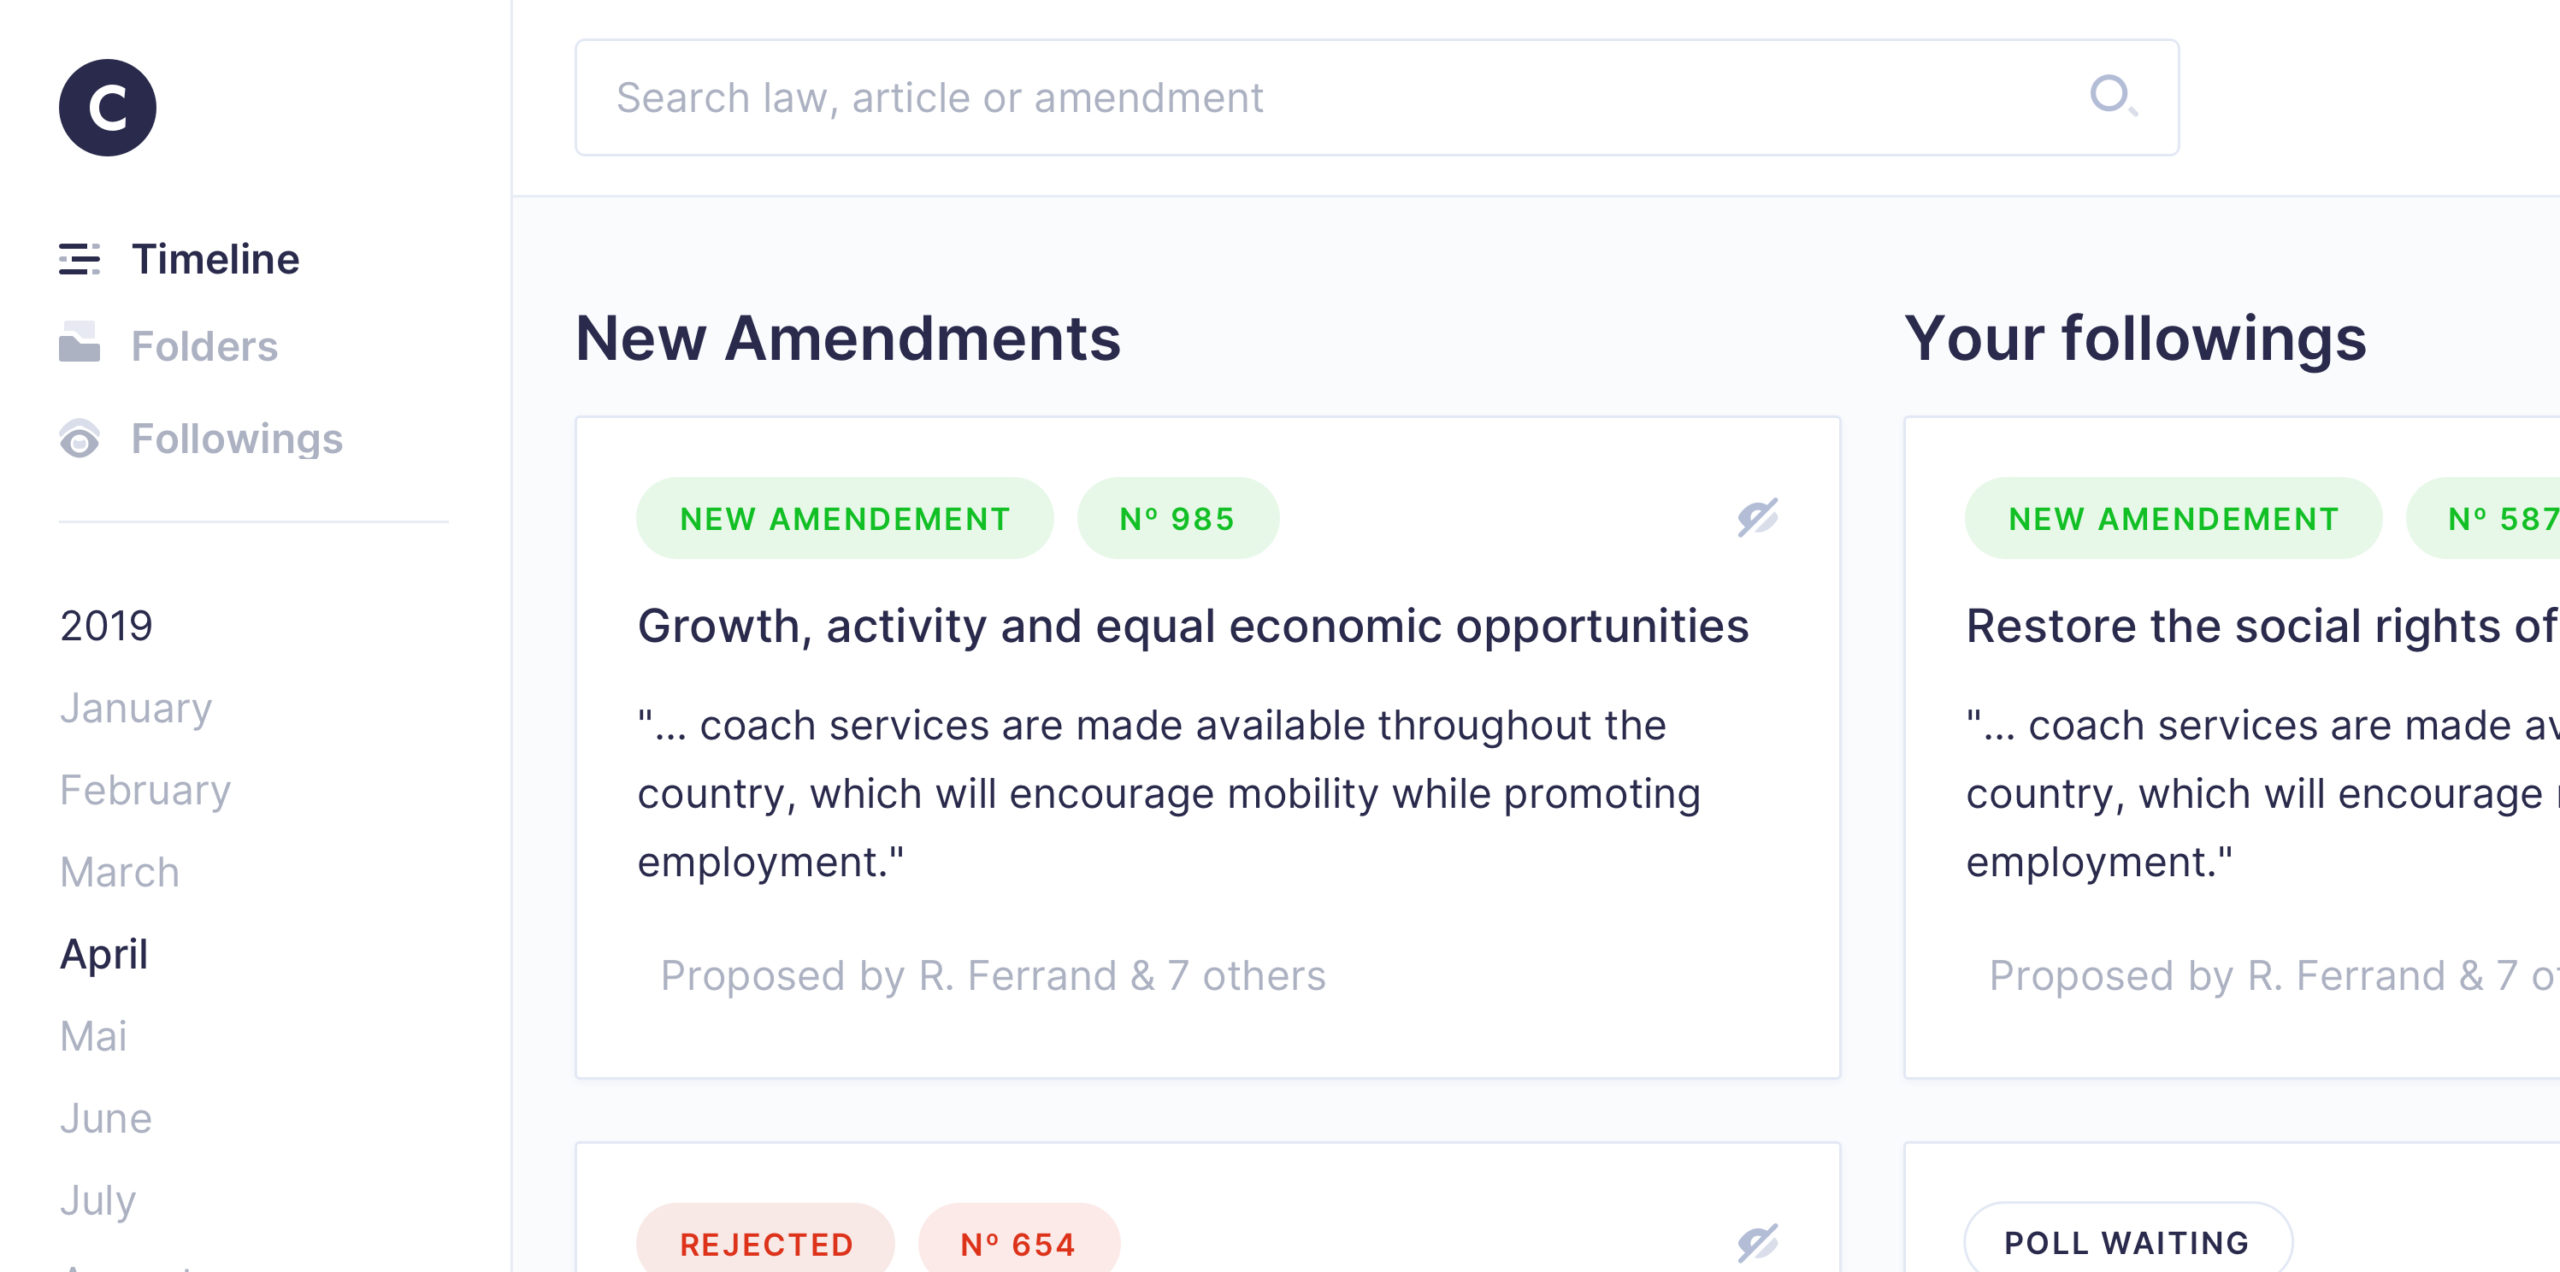 C
Timeline
Folders
Followings
2019
January
February
March
April
Mai
June
July
Search law, article or amendment
New Amendments
NEW AMENDEMENT Nº 985
Growth, activity and equal economic opportunities
"... coach services are made available throughout the
country, which will encourage mobility while promoting
employment."
Proposed by R. Ferrand & 7 others
REJECTED Nº 654
Your followings
NEW AMENDEMENT Nº 587
Restore the social rights of
"... coach services are made
country, which will encourage
employment."
Proposed by R. Ferrand & 7
POLL WAITING